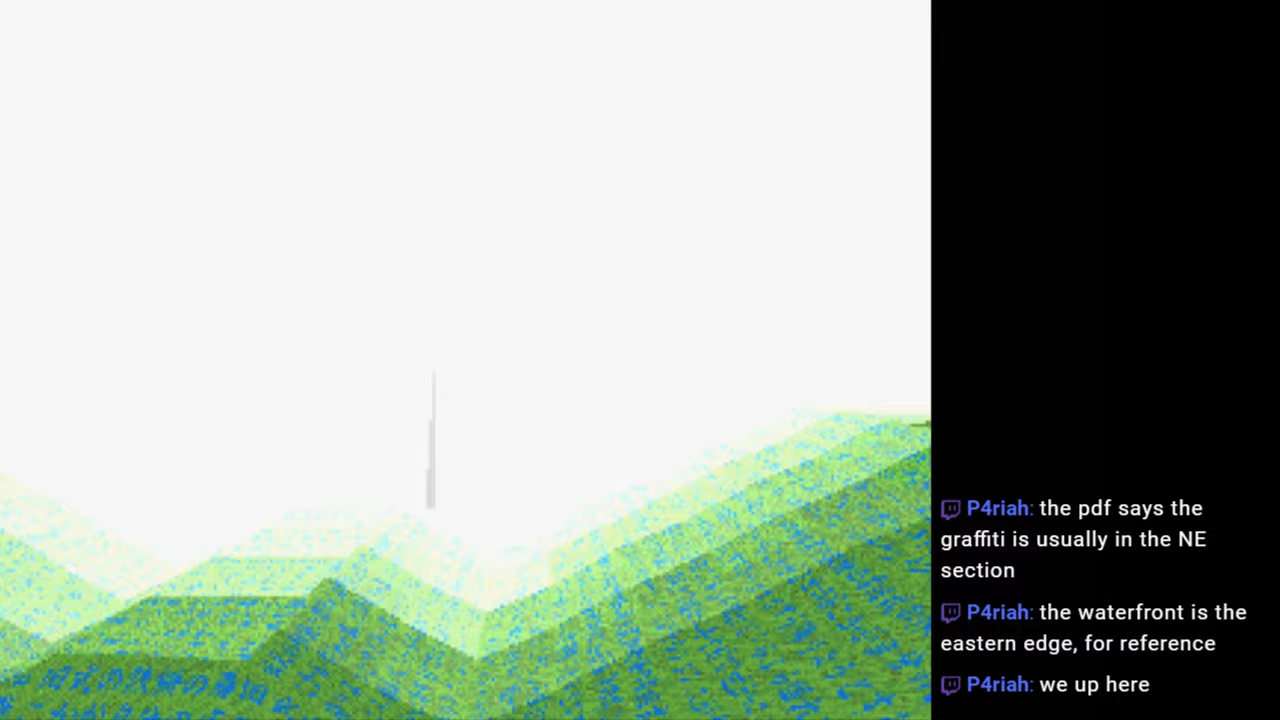 P4riah: the pdf says the
graffiti is usually in the NE
section
P4riah: the waterfront is the
eastern edge, for reference
P4riah: we up here